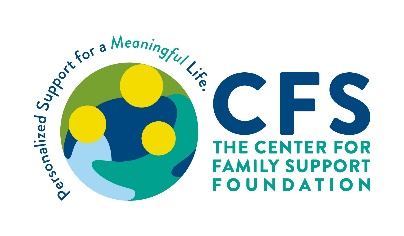 Personalized Support for a Meaningful Life.
CFS
THE CENTER FOR
FAMILY SUPPORT
FOUNDATION